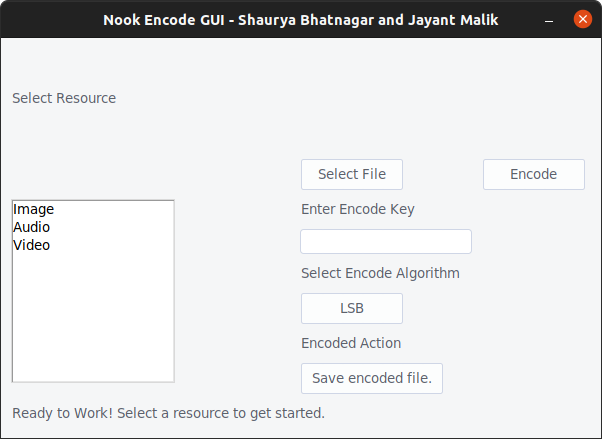 Nook Encode GUI - Shaurya Bhatnagar and Jayant Malik
Select Resource
Select File
Encode
Image
Audio
Video
Enter Encode Key
Select Encode Algorithm
LSB
Encoded Action
Save encoded file.
Ready to Work! Select a resource to get started.